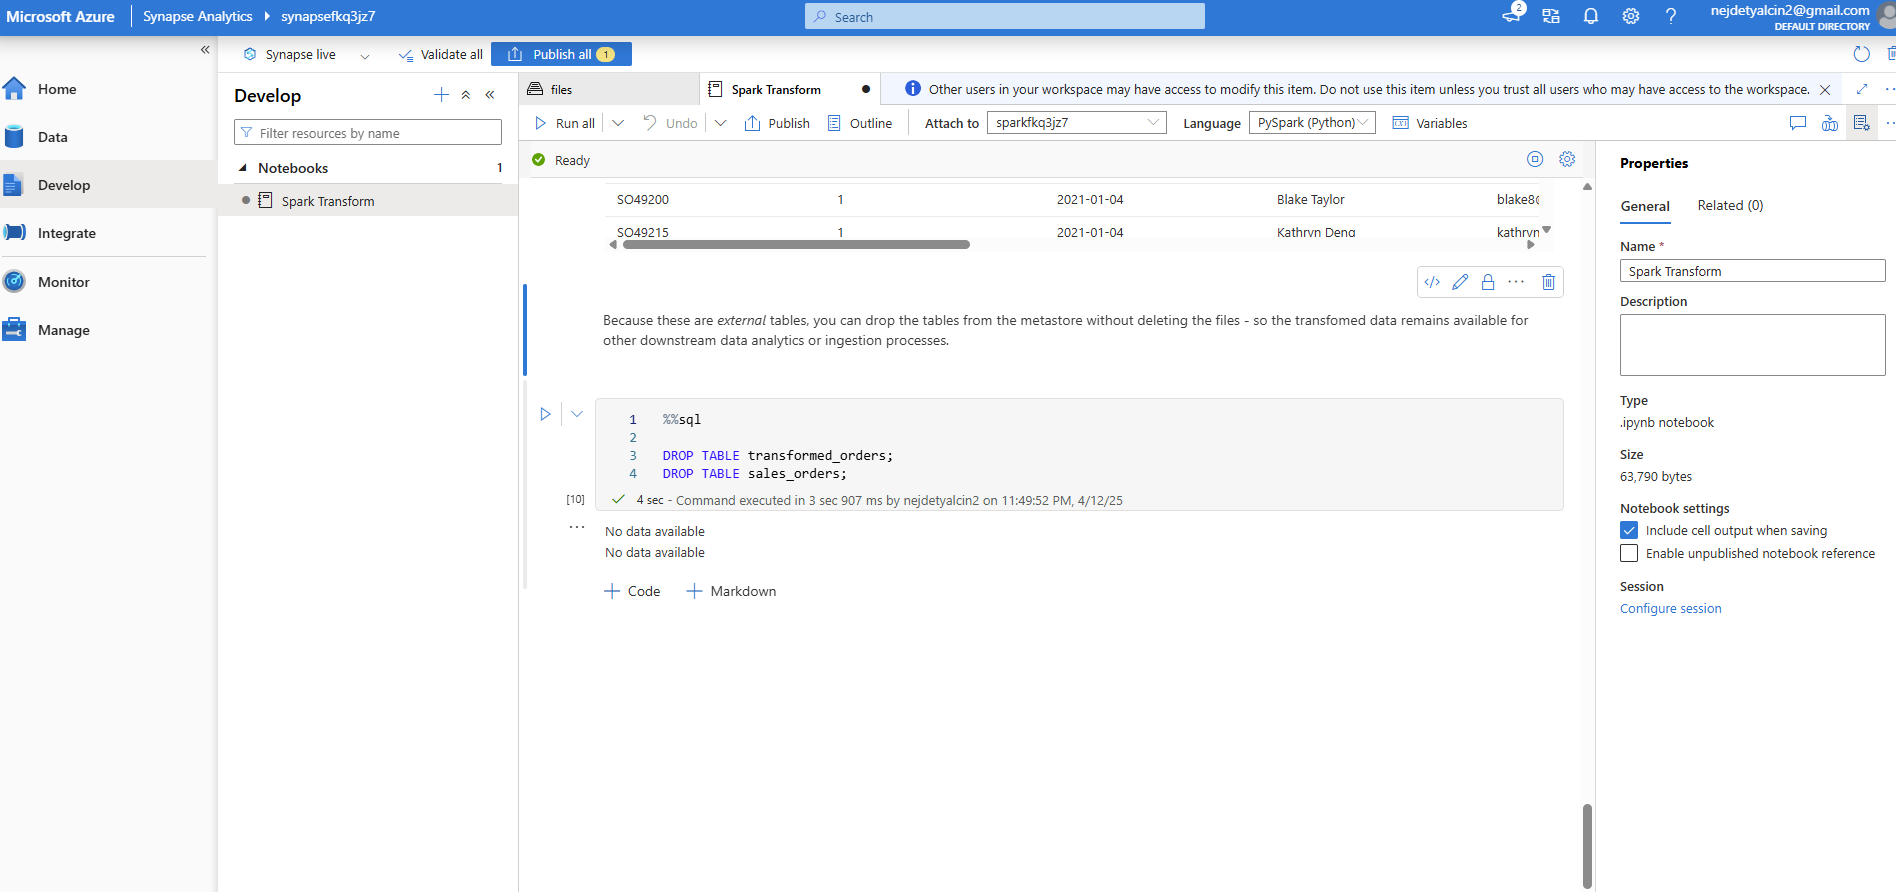 Microsoft Azure
Synapse Analytics
synapsefkq3jz7
Search
2
nejdetyalcin2@gmail.com
DEFAULT DIRECTORY
Synapse live
Validate all
Publish all 1
Home
Data
Develop
Integrate
Monitor
Manage
Develop
Filter resources by name
Notebooks 1
Spark Transform
files
Spark Transform
Other users in your workspace may have access to modify this item. Do not use this item unless you trust all users who may have access to the workspace.
Run all
Undo
Publish
Outline
Attach to sparkfkq3jz7
Language PySpark (Python)
Variables
Ready
SO49200 1 2021-01-04 Blake Taylor blake8@
SO49215 1 2021-01-04 Kathryn Deng kathryn
Because these are external tables, you can drop the tables from the metastore without deleting the files - so the transfomed data remains available for
other downstream data analytics or ingestion processes.
1 %%sql
2
3 DROP TABLE transformed_orders;
4 DROP TABLE sales_orders;
[10] 4 sec - Command executed in 3 sec 907 ms by nejdetyalcin2 on 11:49:52 PM, 4/12/25
...
No data available
No data available
+ Code + Markdown
Properties
General Related (0)
Name *
Spark Transform
Description
Type
.ipynb notebook
Size
63,790 bytes
Notebook settings
Include cell output when saving
Enable unpublished notebook reference
Session
Configure session